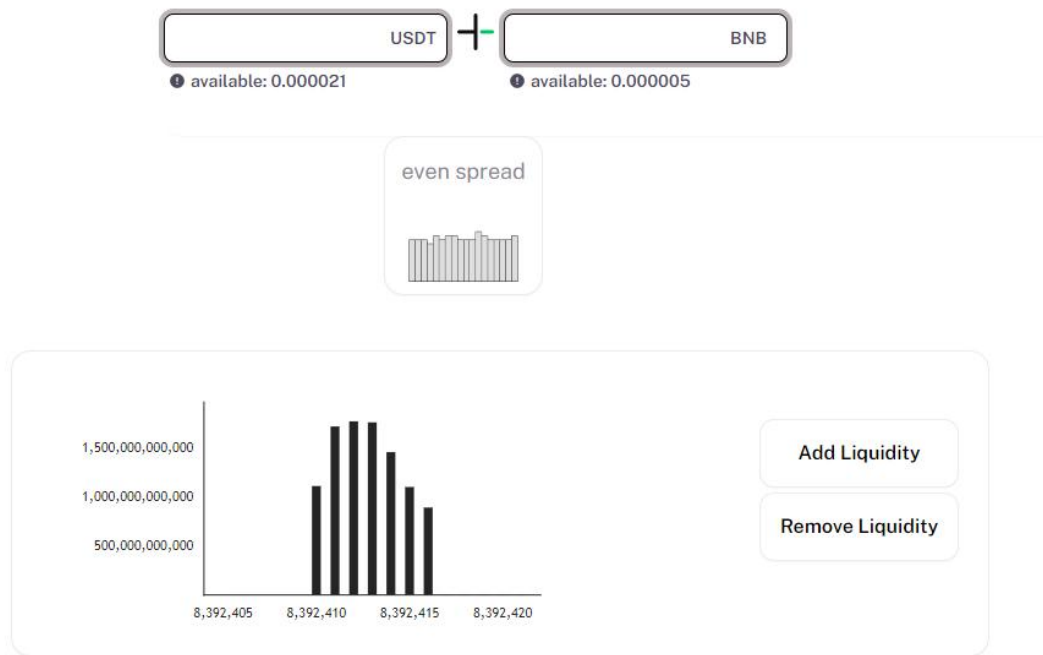 USDT
BNB
available: 0.000021
available: 0.000005
even spread
1,500,000,000,000
1,000,000,000,000
500,000,000,000
8,392,405
8,392,410
8,392,415
8,392,420
Add Liquidity
Remove Liquidity